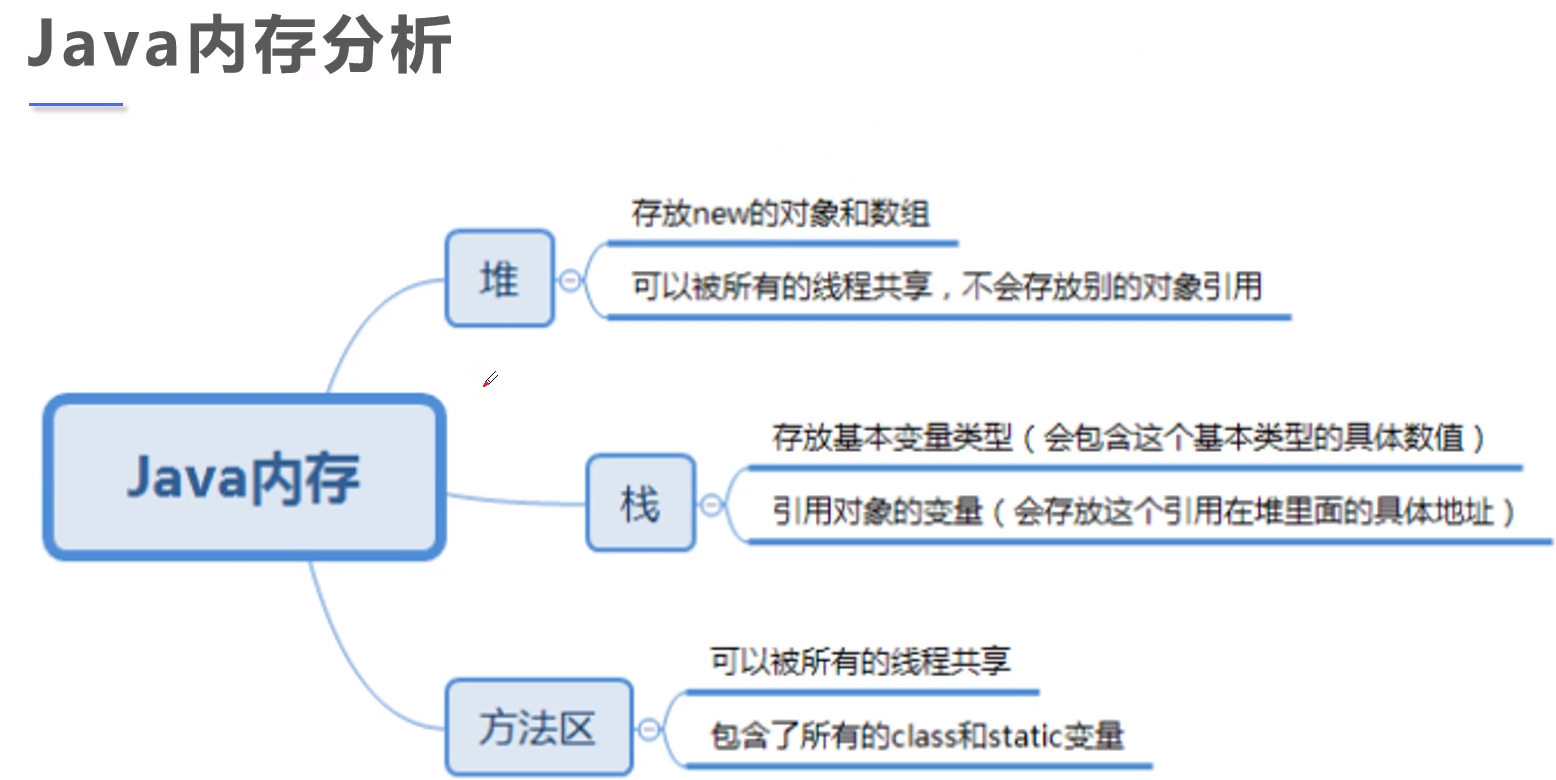 Java内存分析
存放new的对象和数组
堆
可以被所有的线程共享，不会存放别的对象引用
存放基本变量类型（会包含这个基本类型的具体数值）
Java内存
栈
引用对象的变量（会存放这个引用在堆里面的具体地址）
可以被所有的线程共享
方法区
包含了所有的class和static变量